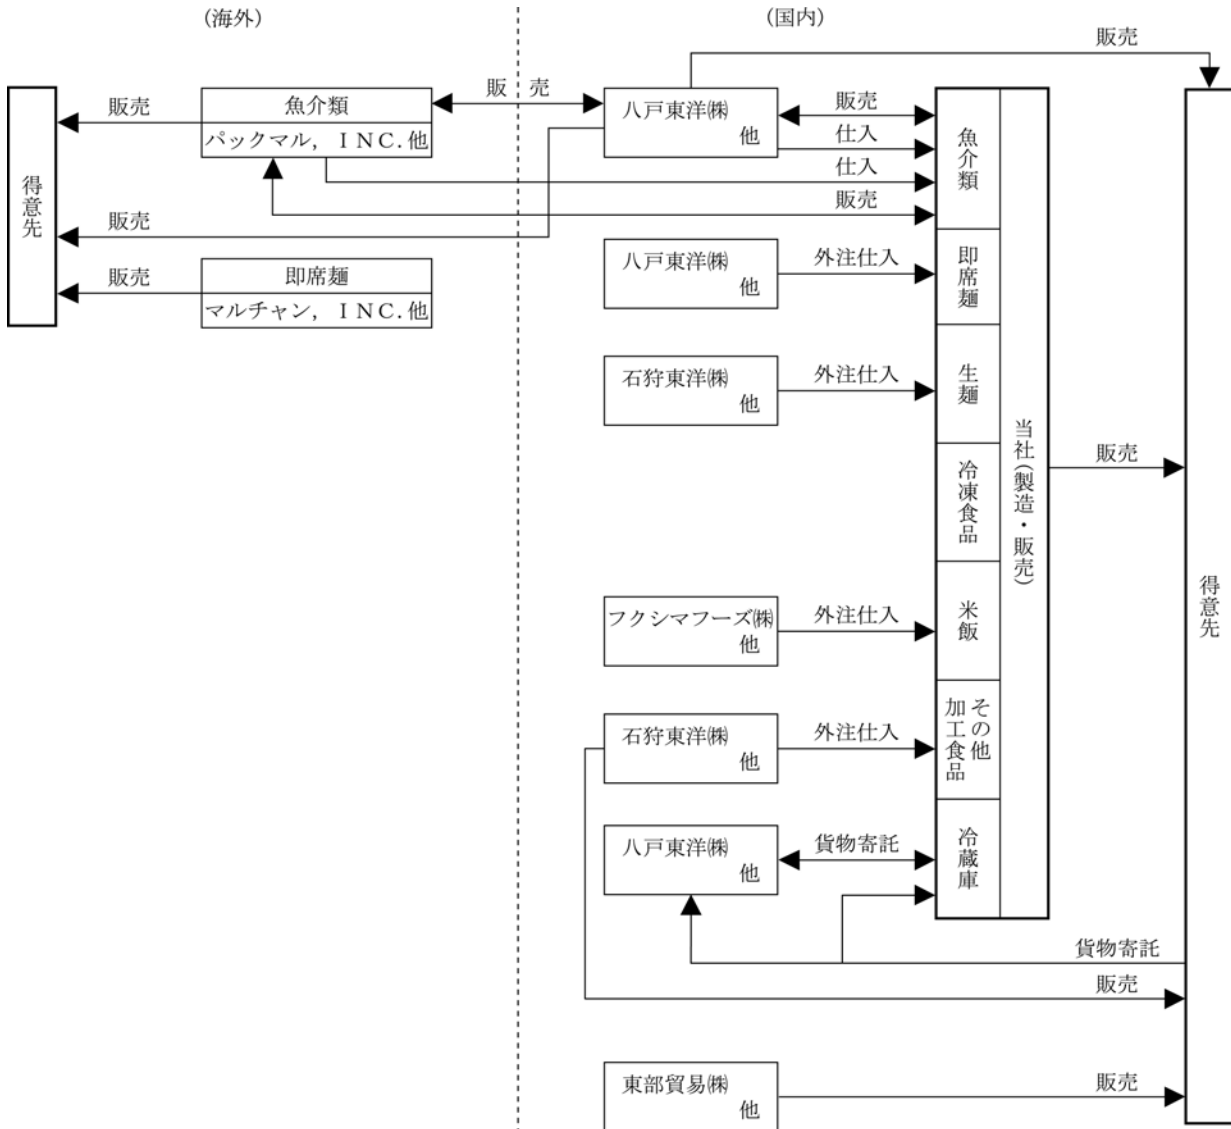 (海外)
(国内)
販売
得意先
販売
魚介類
パックマル，ＩＮＣ.他
販売
即席麺
マルチャン，ＩＮＣ.他
販売
販売
八戸東洋㈱
他
販売
仕入
仕入
販売
八戸東洋㈱
他
外注仕入
石狩東洋㈱
他
外注仕入
フクシマフーズ㈱
他
外注仕入
石狩東洋㈱
他
外注仕入
八戸東洋㈱
他
貨物寄託
魚介類
即席麺
生麺
冷凍食品
米飯
その他
加工食品
冷蔵庫
当社(製造・販売)
販売
貨物寄託
販売
東部貿易㈱
他
販売
得意先